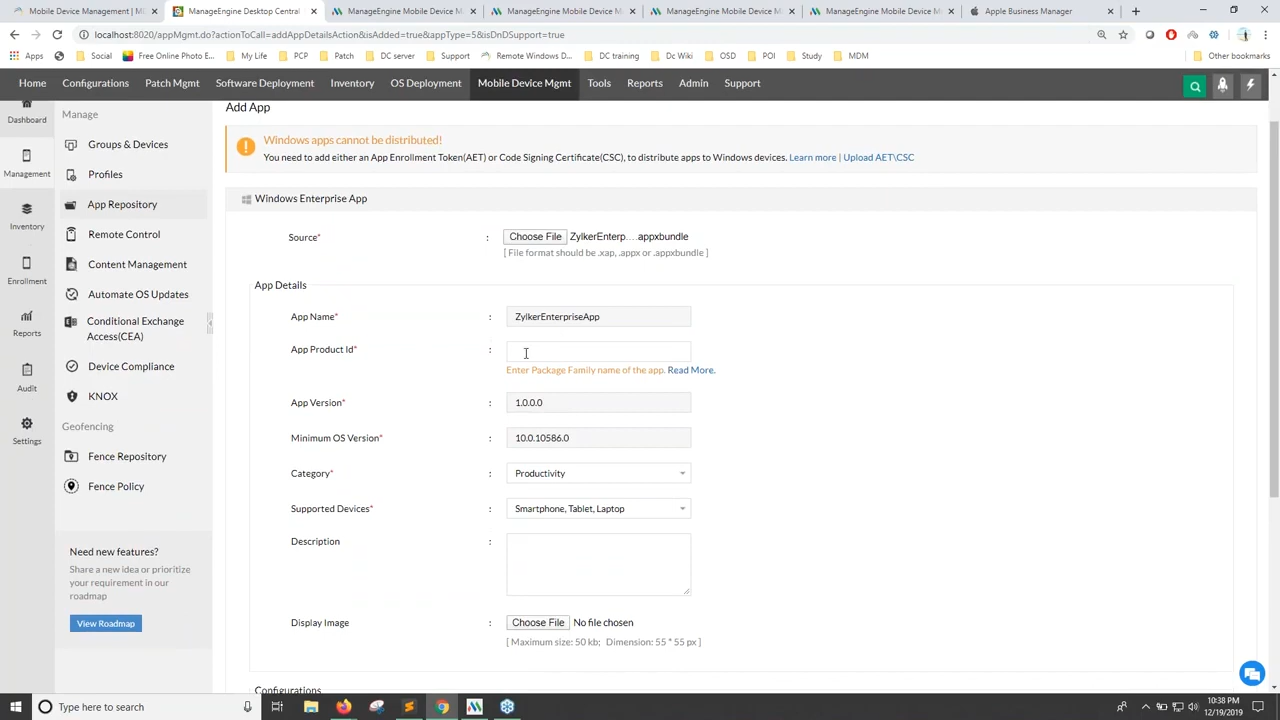 Mobile Device Management | M
ManageEngine Desktop Central
ManageEngine Mobile Device M
ManageEngine Mobile Device M
ManageEngine Mobile Device M
ManageEngine Mobile Device M
Apple Business Manager
localhost:8020/appMgmt.do?actionToCall=addAppDetailsAction&isAdded=true&appType=5&isDnDSupport=true
Apps
Social
Free Online Photo E...
My Life
PCP
Patch
DC server
Support
Remote Windows D...
DC training
Dc Wiki
OSD
POI
Study
MDM
Other bookmarks
Home
Configurations
Patch Mgmt
Software Deployment
Inventory
OS Deployment
Mobile Device Mgmt
Tools
Reports
Admin
Support
Dashboard
Management
Inventory
Enrollment
Reports
Audit
Settings
Manage
Groups & Devices
Profiles
App Repository
Remote Control
Content Management
Automate OS Updates
Conditional Exchange
Access(CEA)
Device Compliance
KNOX
Geofencing
Fence Repository
Fence Policy
Need new features?
Share a new idea or prioritize
your requirement in our
roadmap
View Roadmap
Add App
Windows apps cannot be distributed!
You need to add either an App Enrollment Token(AET) or Code Signing Certificate(CSC), to distribute apps to Windows devices. Learn more | Upload AET\CSC
Windows Enterprise App
Source* : Choose File ZylkerEnterp....appxbundle
[ File format should be .xap, .appx or .appxbundle ]
App Details
App Name* : ZylkerEnterpriseApp
App Product Id* :
Enter Package Family name of the app. Read More.
App Version* : 1.0.0.0
Minimum OS Version* : 10.0.10586.0
Category* : Productivity
Supported Devices* : Smartphone, Tablet, Laptop
Description :
Display Image : Choose File No file chosen
[ Maximum size: 50 kb; Dimension: 55 * 55 px ]
Configurations
Type here to search
10:38 PM
12/19/2019